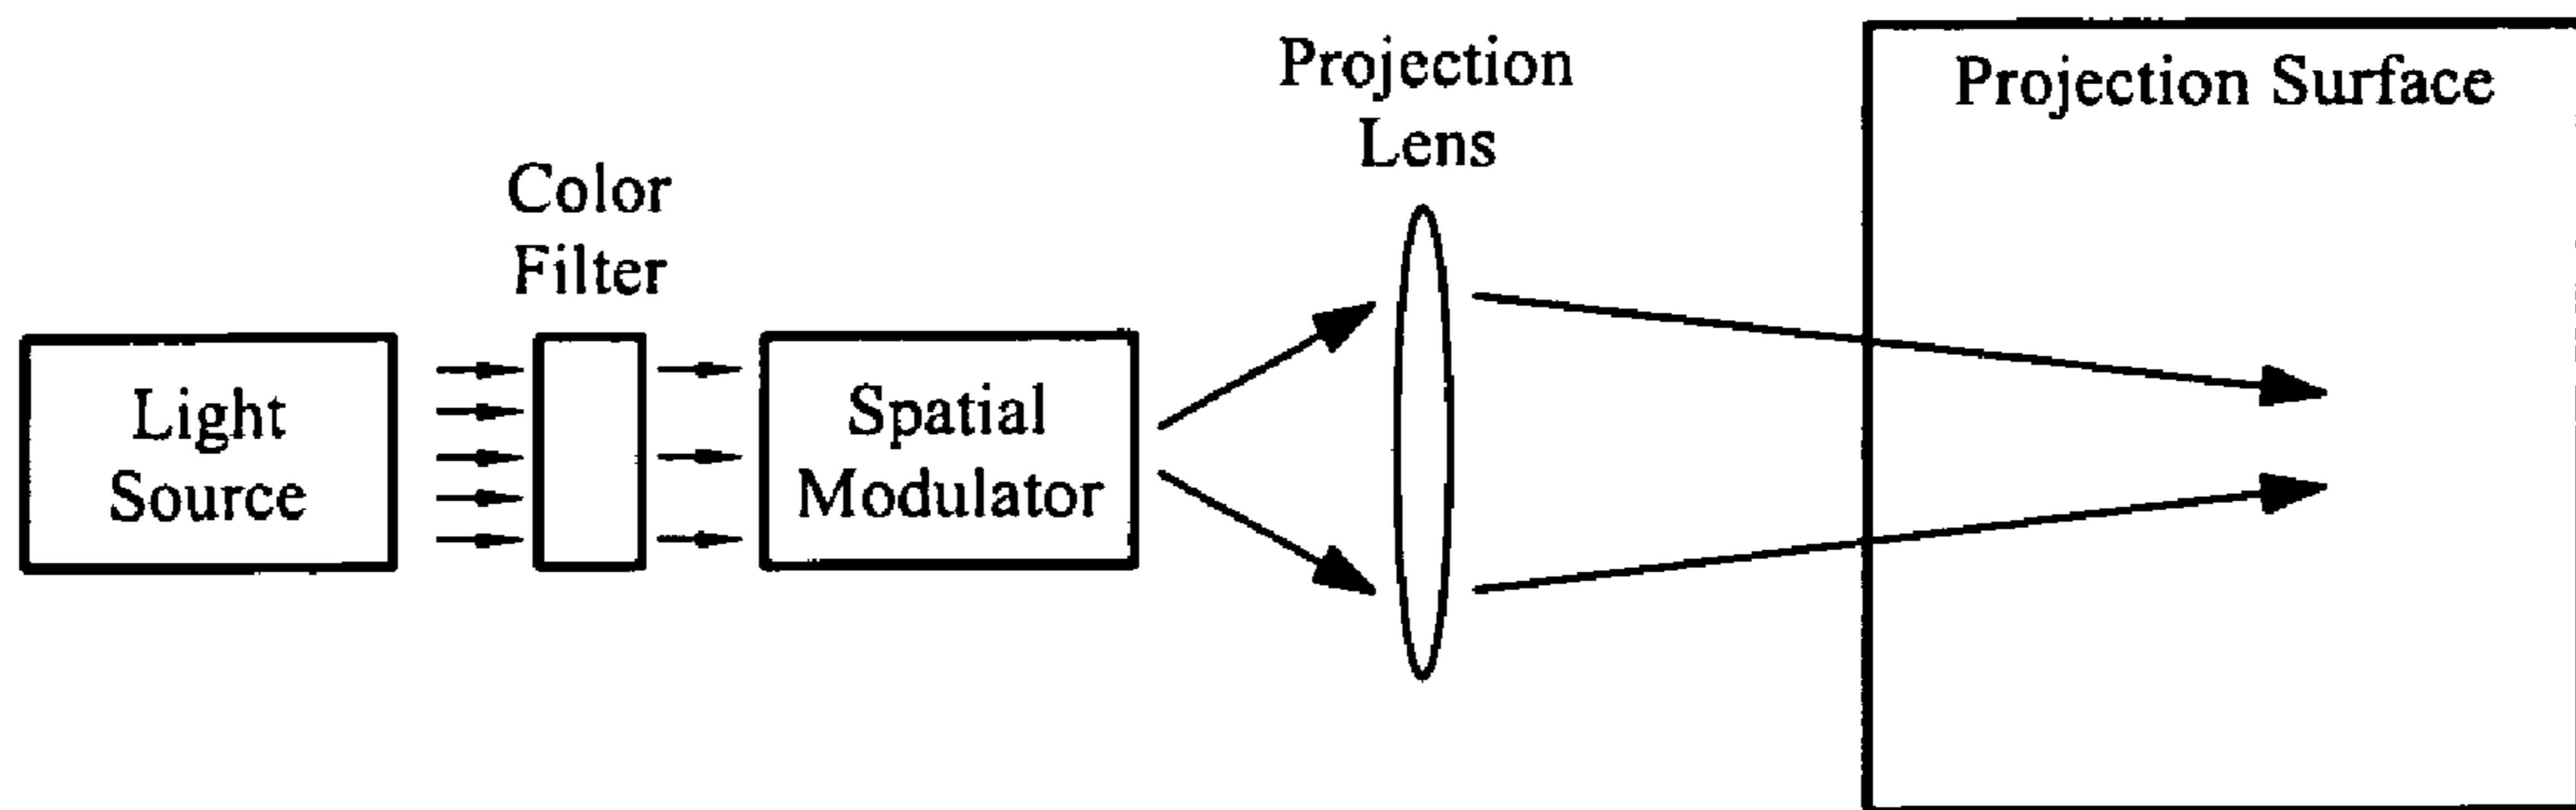 Light
Source
Color
Filter
Spatial
Modulator
Projection
Lens
Projection Surface